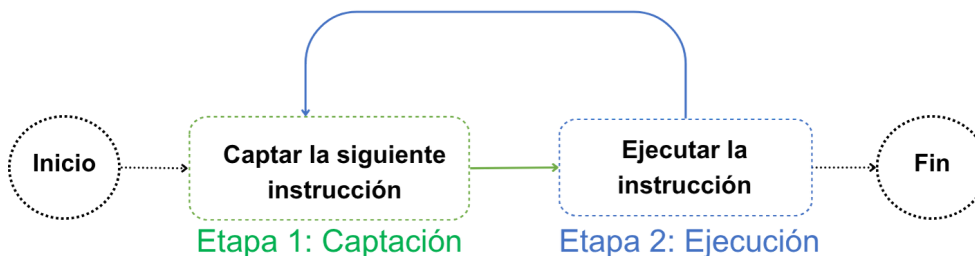 Inicio
Captar la siguiente
instrucción
Ejecutar la
instrucción
Fin
Etapa 1: Captación
Etapa 2: Ejecución